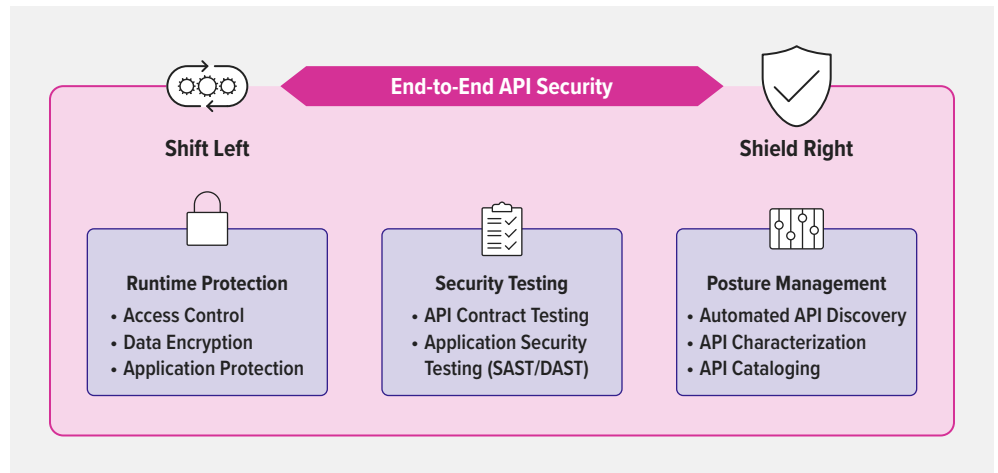 End-to-End API Security
Shift Left
Shield Right
Runtime Protection
• Access Control
• Data Encryption
• Application Protection
Security Testing
• API Contract Testing
• Application Security
Testing (SAST/DAST)
Posture Management
• Automated API Discovery
• API Characterization
• API Cataloging